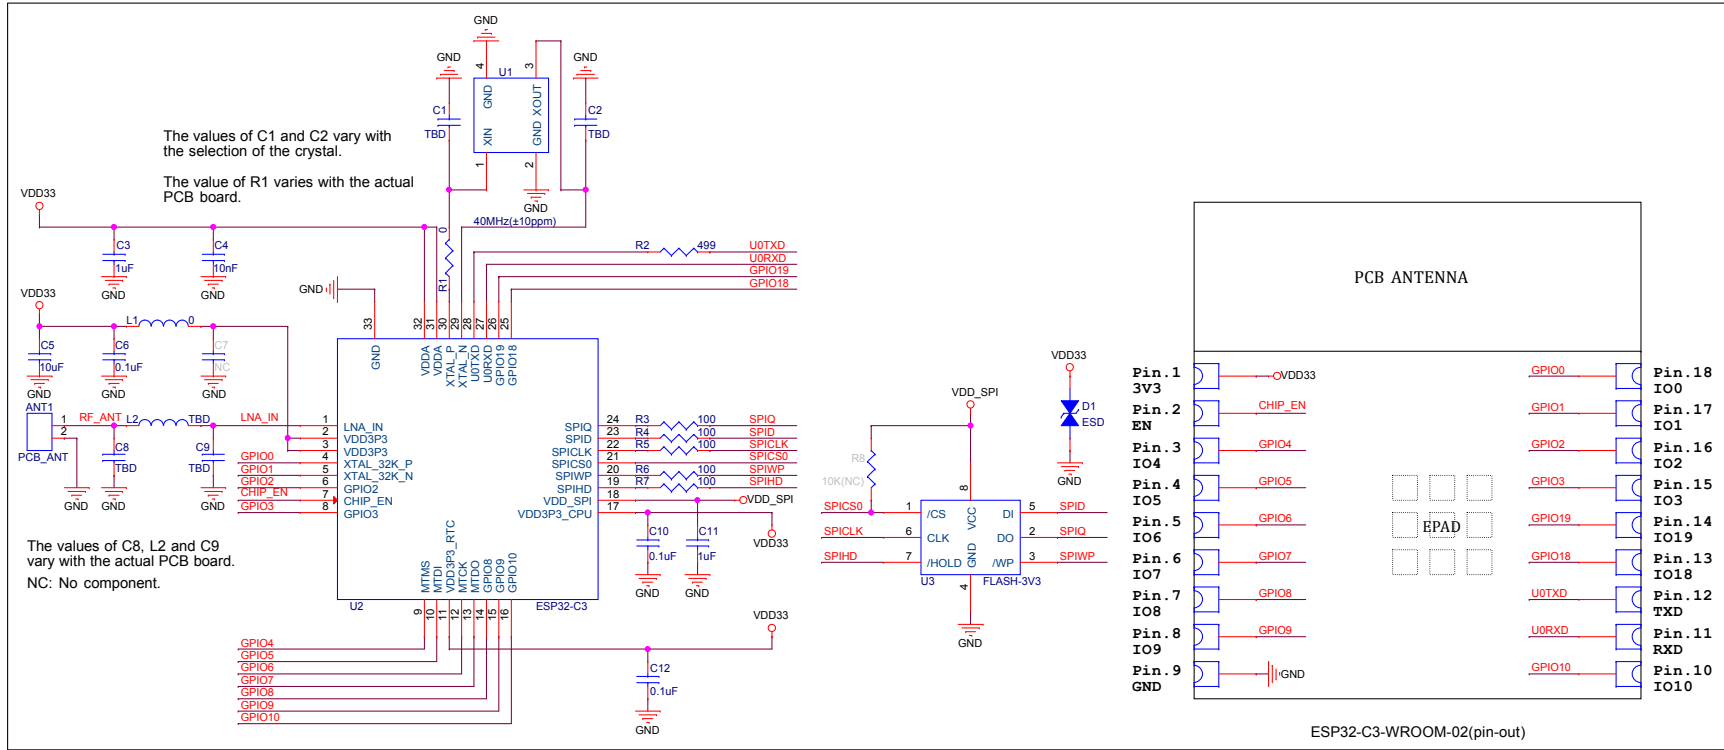 GND
GND
GND
U1
4
3
GND
XOUT
XIN
GND
1
2
C1
TBD
C2
TBD
GND
40MHz(±10ppm)
The values of C1 and C2 vary with
the selection of the crystal.
The value of R1 varies with the actual
PCB board.
VDD33
C3
1uF
GND
C4
10nF
GND
R1
0
R2
499
U0TXD
U0RXD
GPIO19
GPIO18
GND
VDD33
L1
0
C5
10uF
GND
C6
0.1uF
GND
C7
NC
GND
ANT1
1
2
PCB_ANT
RF_ANT
L2
TBD
LNA_IN
C8
TBD
C9
TBD
GND
GND
GND
GPIO0
GPIO1
GPIO2
CHIP_EN
GPIO3
The values of C8, L2 and C9
vary with the actual PCB board.
NC: No component.
33
32
31
30
29
28
27
26
25
GND
VDDA
VDDA
XTAL_P
XTAL_N
U0TXD
U0RXD
GPIO19
GPIO18
1
LNA_IN
2
VDD3P3
3
VDD3P3
4
XTAL_32K_P
5
XTAL_32K_N
6
GPIO2
7
CHIP_EN
8
GPIO3
SPIQ
24
R3
100
SPIQ
SPID
23
R4
100
SPID
SPICLK
22
R5
100
SPICLK
SPICS0
21
SPICS0
SPIWP
20
R6
100
SPIWP
SPIHD
19
R7
100
SPIHD
VDD_SPI
18
VDD_SPI
VDD3P3_CPU
17
VDD33
C10
0.1uF
GND
C11
1uF
GND
MTMS
MTDI
VDD3P3_RTC
MTCK
MTDO
GPIO8
GPIO9
GPIO10
U2
ESP32-C3
9
10
11
12
13
14
15
16
GPIO4
GPIO5
GPIO6
GPIO7
GPIO8
GPIO9
GPIO10
VDD33
C12
0.1uF
GND
VDD_SPI
R8
10K(NC)
SPICS0
SPICLK
SPIHD
1
6
7
8
/CS
CLK
/HOLD
VCC
GND
DI
DO
/WP
5
2
3
4
SPID
SPIQ
SPIWP
U3
FLASH-3V3
GND
VDD33
D1
ESD
GND
PCB ANTENNA
Pin.1
3V3
VDD33
Pin.2
EN
CHIP_EN
Pin.3
IO4
GPIO4
Pin.4
IO5
GPIO5
Pin.5
IO6
GPIO6
Pin.6
IO7
GPIO7
Pin.7
IO8
GPIO8
Pin.8
IO9
GPIO9
Pin.9
GND
GND
EPAD
GPIO0
Pin.18
IO0
GPIO1
Pin.17
IO1
GPIO2
Pin.16
IO2
GPIO3
Pin.15
IO3
GPIO19
Pin.14
IO19
GPIO18
Pin.13
IO18
U0TXD
Pin.12
TXD
U0RXD
Pin.11
RXD
GPIO10
Pin.10
IO10
ESP32-C3-WROOM-02(pin-out)